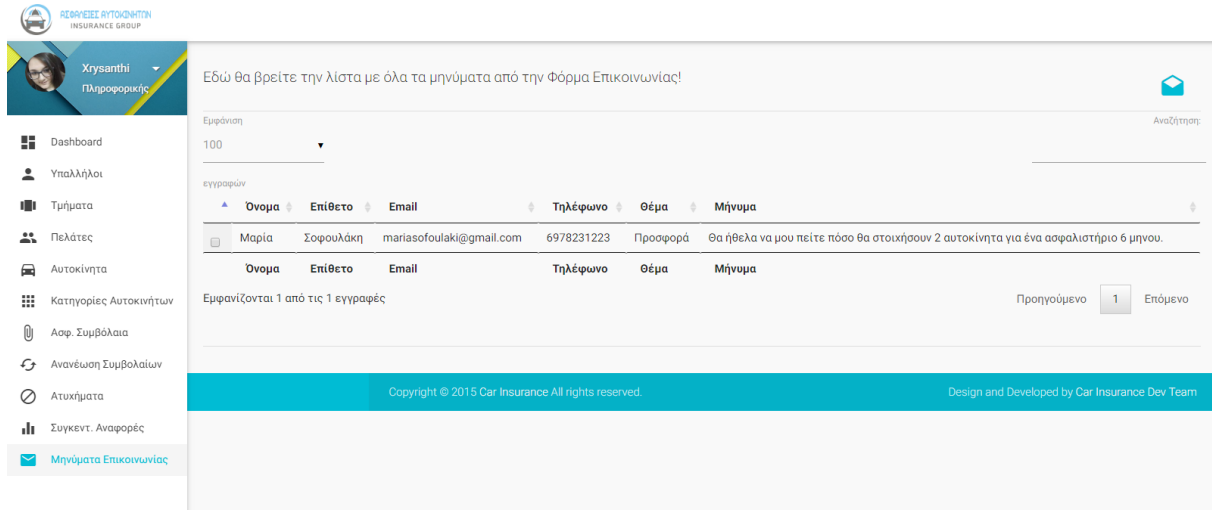 ΑΣΦΑΛΕΙΕΣ ΑΥΤΟΚΙΝΗΤΩΝ
INSURANCE GROUP
Xrysanthi
Πληροφορικής
Εδώ θα βρείτε την λίστα με όλα τα μηνύματα από την Φόρμα Επικοινωνίας!
Εμφάνιση
Αναζήτηση:
100
εγγραφών
Όνομα Επίθετο Email Τηλέφωνο Θέμα Μήνυμα
Μαρία Σοφουλάκη mariasofoulaki@gmail.com 6978231223 Προσφορά Θα ήθελα να μου πείτε πόσο θα στοιχήσουν 2 αυτοκίνητα για ένα ασφαλιστήριο 6 μηνου.
Όνομα Επίθετο Email Τηλέφωνο Θέμα Μήνυμα
Εμφανίζονται 1 από τις 1 εγγραφές
Προηγούμενο 1 Επόμενο
Dashboard
Υπαλλήλοι
Τμήματα
Πελάτες
Αυτοκίνητα
Κατηγορίες Αυτοκινήτων
Ασφ. Συμβόλαια
Ανανέωση Συμβολαίων
Ατυχήματα
Συγκεντ. Αναφορές
Μηνύματα Επικοινωνίας
Copyright © 2015 Car Insurance All rights reserved.
Design and Developed by Car Insurance Dev Team